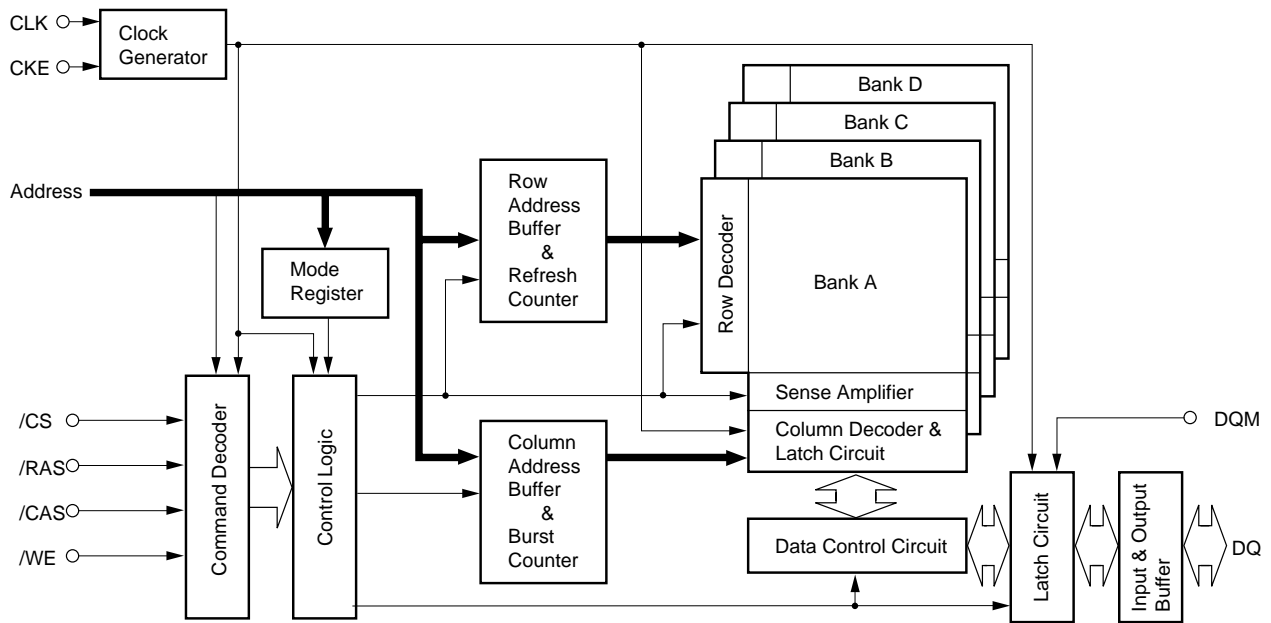 CLK
CKE
Clock
Generator
Bank D
Bank C
Bank B
Address
Row
Address
Buffer
&
Refresh
Counter
Mode
Register
Row Decoder
Bank A
Sense Amplifier
Column Decoder &
Latch Circuit
/CS
/RAS
/CAS
/WE
Command Decoder
Control Logic
Column
Address
Buffer
&
Burst
Counter
Data Control Circuit
DQM
Latch Circuit
Input & Output
Buffer
DQ